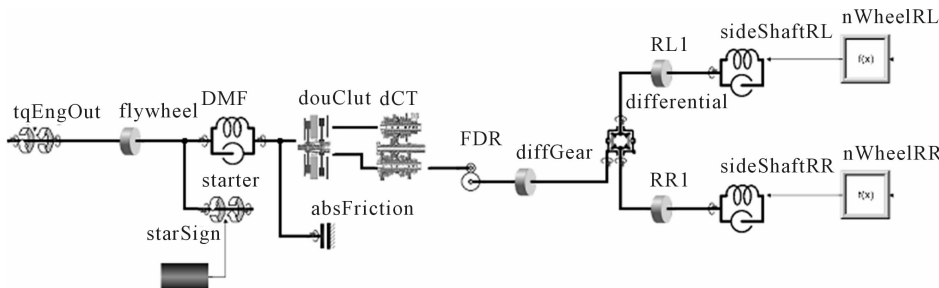 tqEngOut
flywheel
DMF
starter
starSign
absFriction
douClut
dCT
FDR
diffGear
differential
RL1
sideShaftRL
nWheelRL
f(x)
RR1
sideShaftRR
nWheelRR
f(x)